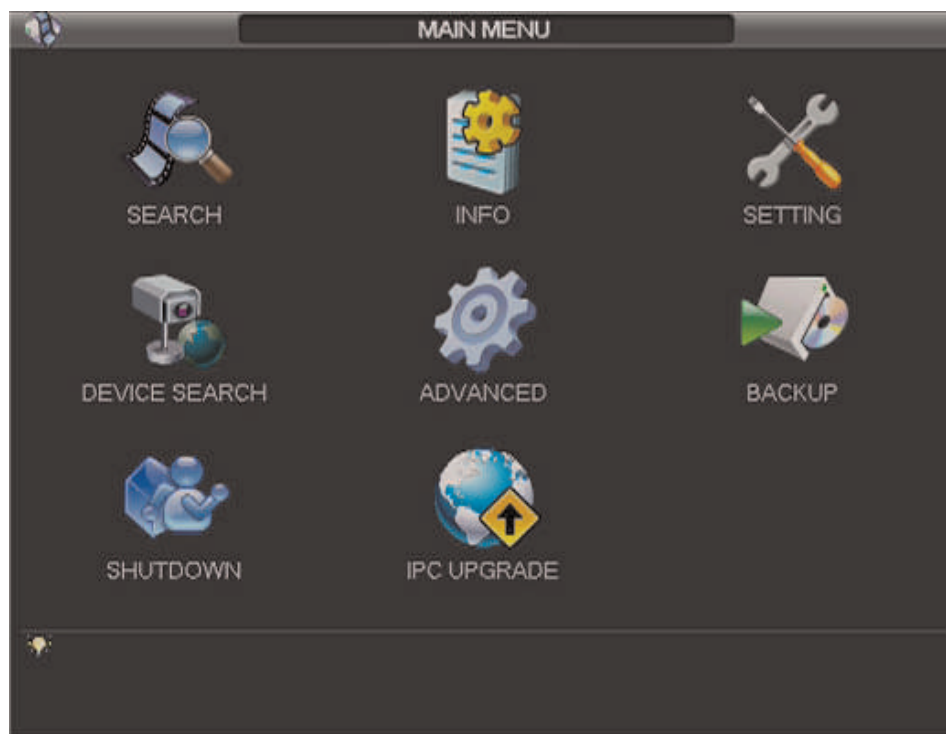 MAIN MENU
SEARCH
INFO
SETTING
DEVICE SEARCH
ADVANCED
BACKUP
SHUTDOWN
IPC UPGRADE